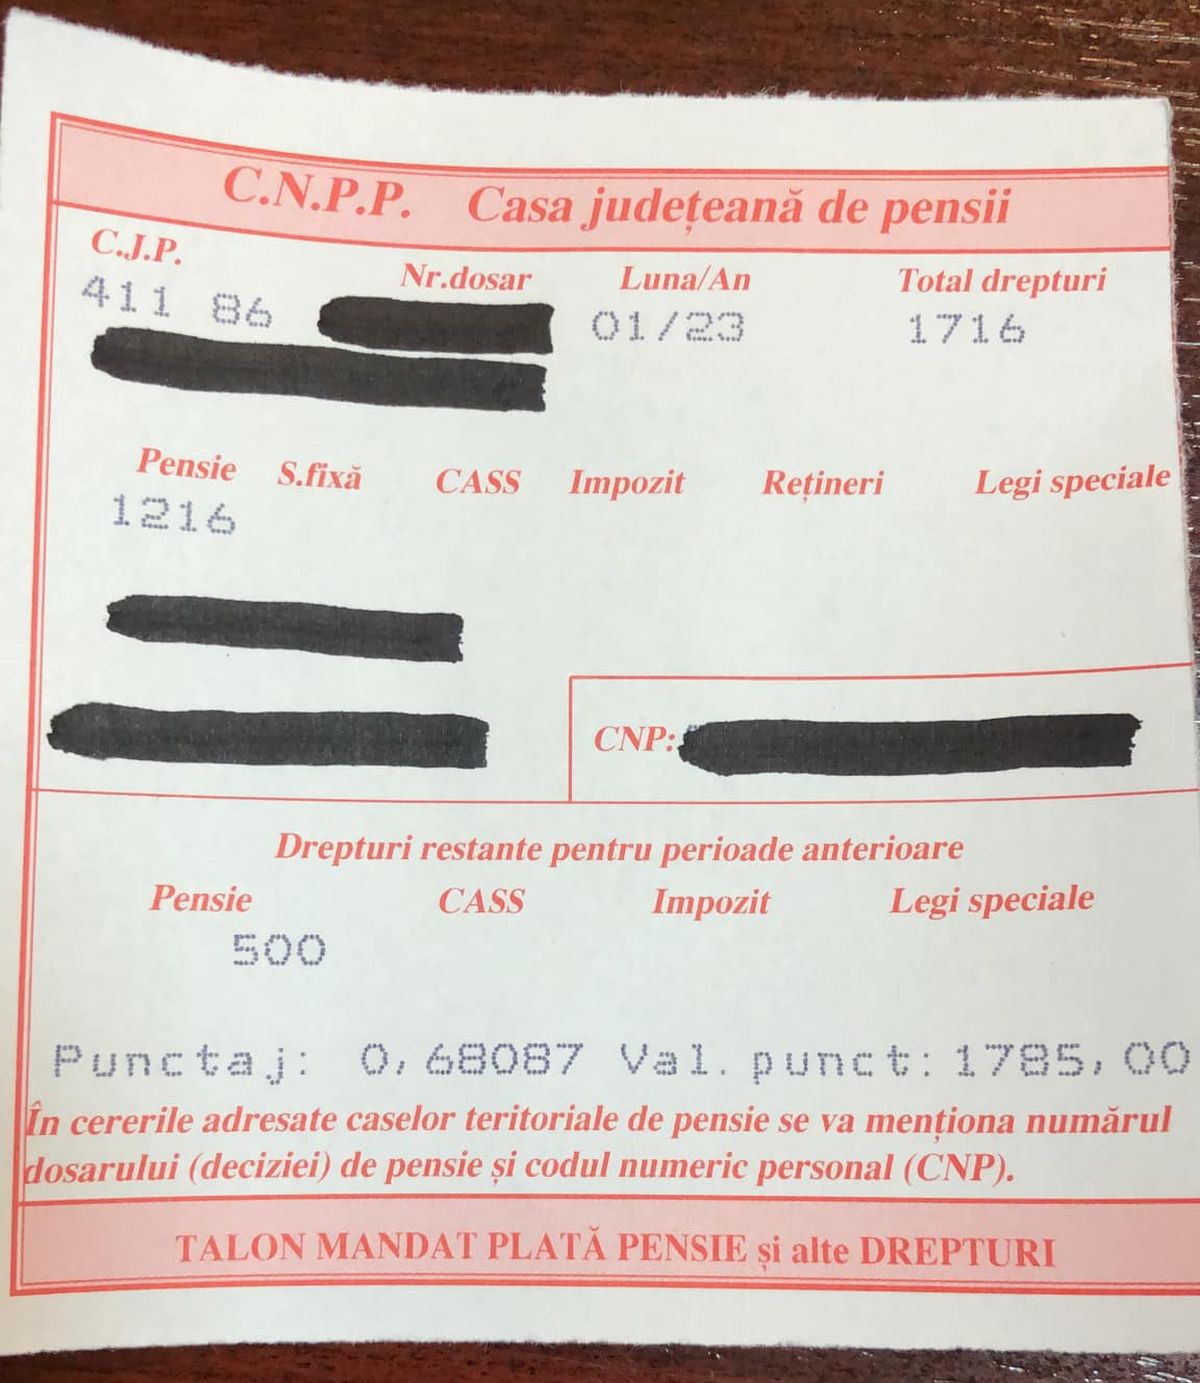 C.N.P.P. Casa județeană de pensii
C.J.P. Nr.dosar Luna/An Total drepturi
411 86 01/23 1716
Pensie S.fixă CASS Impozit Rețineri Legi speciale
1216
CNP:
Drepturi restante pentru perioade anterioare
Pensie CASS Impozit Legi speciale
500
Punctaj: 0,68087 Val. punct: 1785,00
În cererile adresate caselor teritoriale de pensie se va menționa numărul
dosarului (deciziei) de pensie și codul numeric personal (CNP).
TALON MANDAT PLATĂ PENSIE și alte DREPTURI